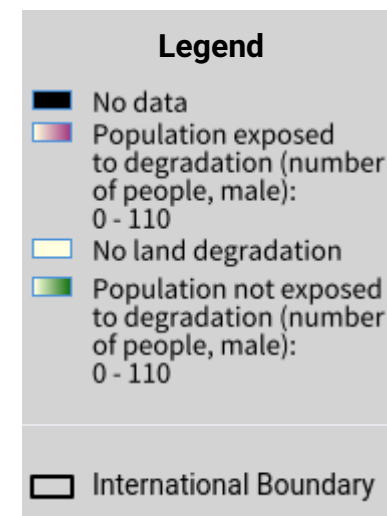 Legend
No data
Population exposed
to degradation (number
of people, male):
0 - 110
No land degradation
Population not exposed
to degradation (number
of people, male):
0 - 110
International Boundary